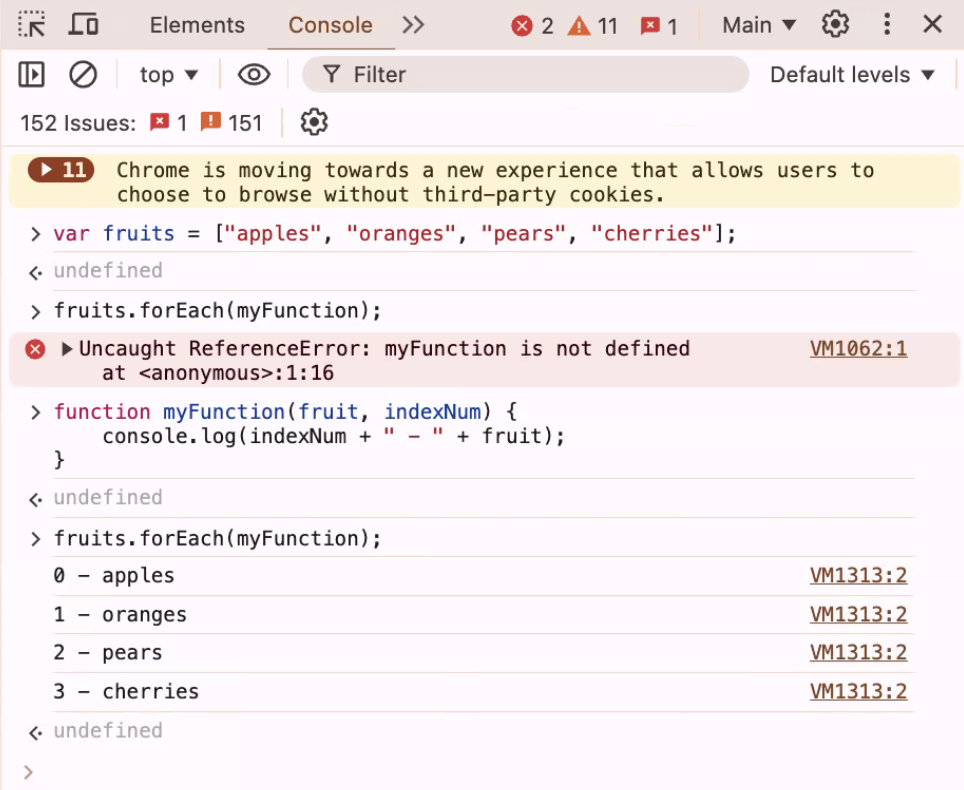 Elements Console 2 11 1 Main
top Filter Default levels
152 Issues: 1 151
11 Chrome is moving towards a new experience that allows users to
choose to browse without third-party cookies.
> var fruits = ["apples", "oranges", "pears", "cherries"];
undefined
> fruits.forEach(myFunction);
Uncaught ReferenceError: myFunction is not defined VM1062:1
at <anonymous>:1:16
> function myFunction(fruit, indexNum) {
console.log(indexNum + " – " + fruit);
}
undefined
> fruits.forEach(myFunction);
0 – apples VM1313:2
1 – oranges VM1313:2
2 – pears VM1313:2
3 – cherries VM1313:2
undefined
>